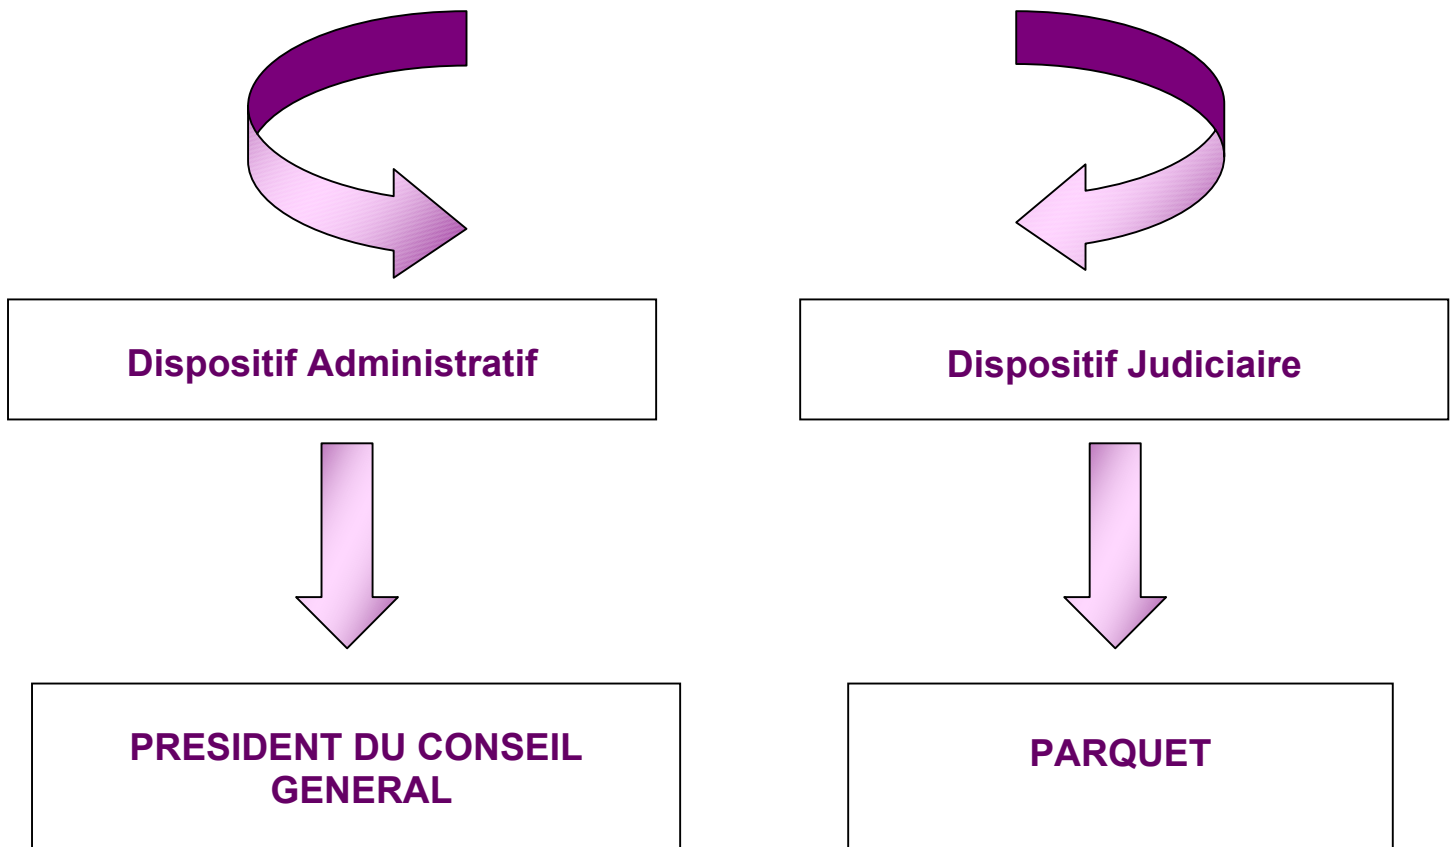 Dispositif Administratif
Dispositif Judiciaire
PRESIDENT DU CONSEIL
GENERAL
PARQUET